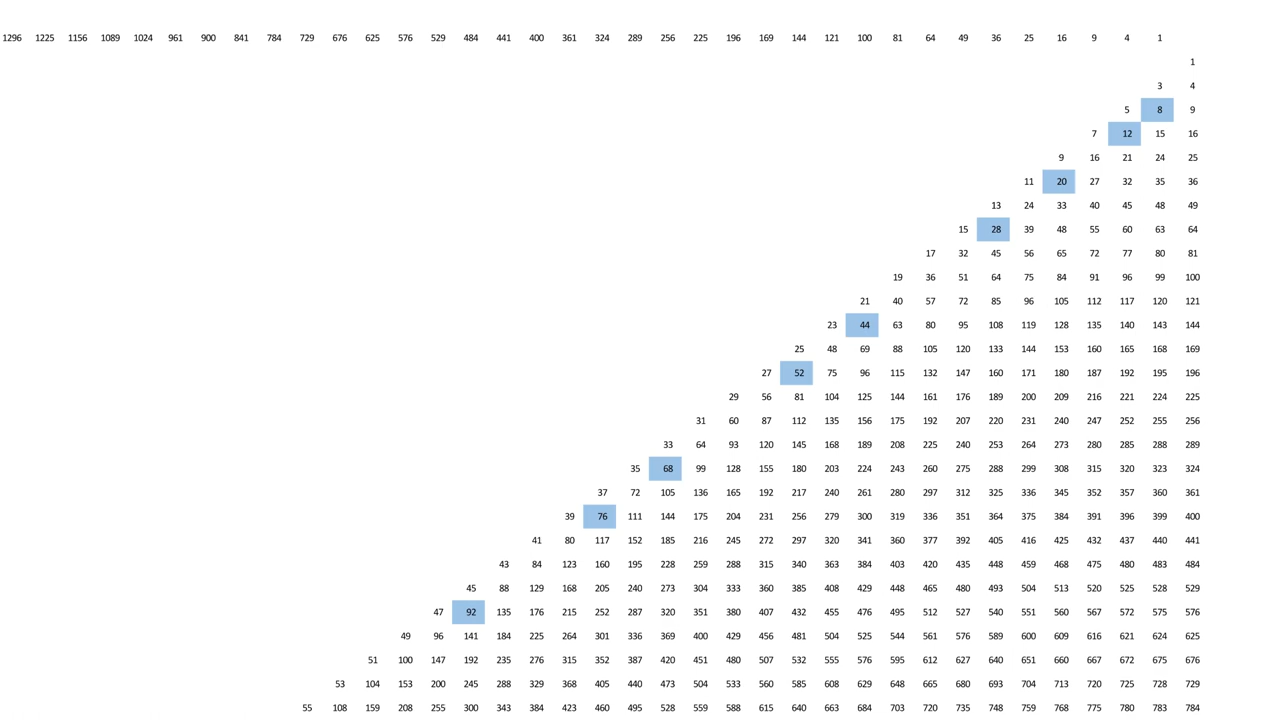 1296 1225 1156 1089 1024 961 900 841 784 729 676 625 576 529 484 441 400 361 324 289 256 225 196 169 144 121 100 81 64 49 36 25 16 9 4 1
1
3 4
5 8 9
7 12 15 16
9 16 21 24 25
11 20 27 32 35 36
13 24 33 40 45 48 49
15 28 39 48 55 60 63 64
17 32 45 56 65 72 77 80 81
19 36 51 64 75 84 91 96 99 100
21 40 57 72 85 96 105 112 117 120 121
23 44 63 80 95 108 119 128 135 140 143 144
25 48 69 88 105 120 133 144 153 160 165 168 169
27 52 75 96 115 132 147 160 171 180 187 192 195 196
29 56 81 104 125 144 161 176 189 200 209 216 221 224 225
31 60 87 112 135 156 175 192 207 220 231 240 247 252 255 256
33 64 93 120 145 168 189 208 225 240 253 264 273 280 285 288 289
35 68 99 128 155 180 203 224 243 260 275 288 299 308 315 320 323 324
37 72 105 136 165 192 217 240 261 280 297 312 325 336 345 352 357 360 361
39 76 111 144 175 204 231 256 279 300 319 336 351 364 375 384 391 396 399 400
41 80 117 152 185 216 245 272 297 320 341 360 377 392 405 416 425 432 437 440 441
43 84 123 160 195 228 259 288 315 340 363 384 403 420 435 448 459 468 475 480 483 484
45 88 129 168 205 240 273 304 333 360 385 408 429 448 465 480 493 504 513 520 525 528 529
47 92 135 176 215 252 287 320 351 380 407 432 455 476 495 512 527 540 551 560 567 572 575 576
49 96 141 184 225 264 301 336 369 400 429 456 481 504 525 544 561 576 589 600 609 616 621 624 625
51 100 147 192 235 276 315 352 387 420 451 480 507 532 555 576 595 612 627 640 651 660 667 672 675 676
53 104 153 200 245 288 329 368 405 440 473 504 533 560 585 608 629 648 665 680 693 704 713 720 725 728 729
55 108 159 208 255 300 343 384 423 460 495 528 559 588 615 640 663 684 703 720 735 748 759 768 775 780 783 784